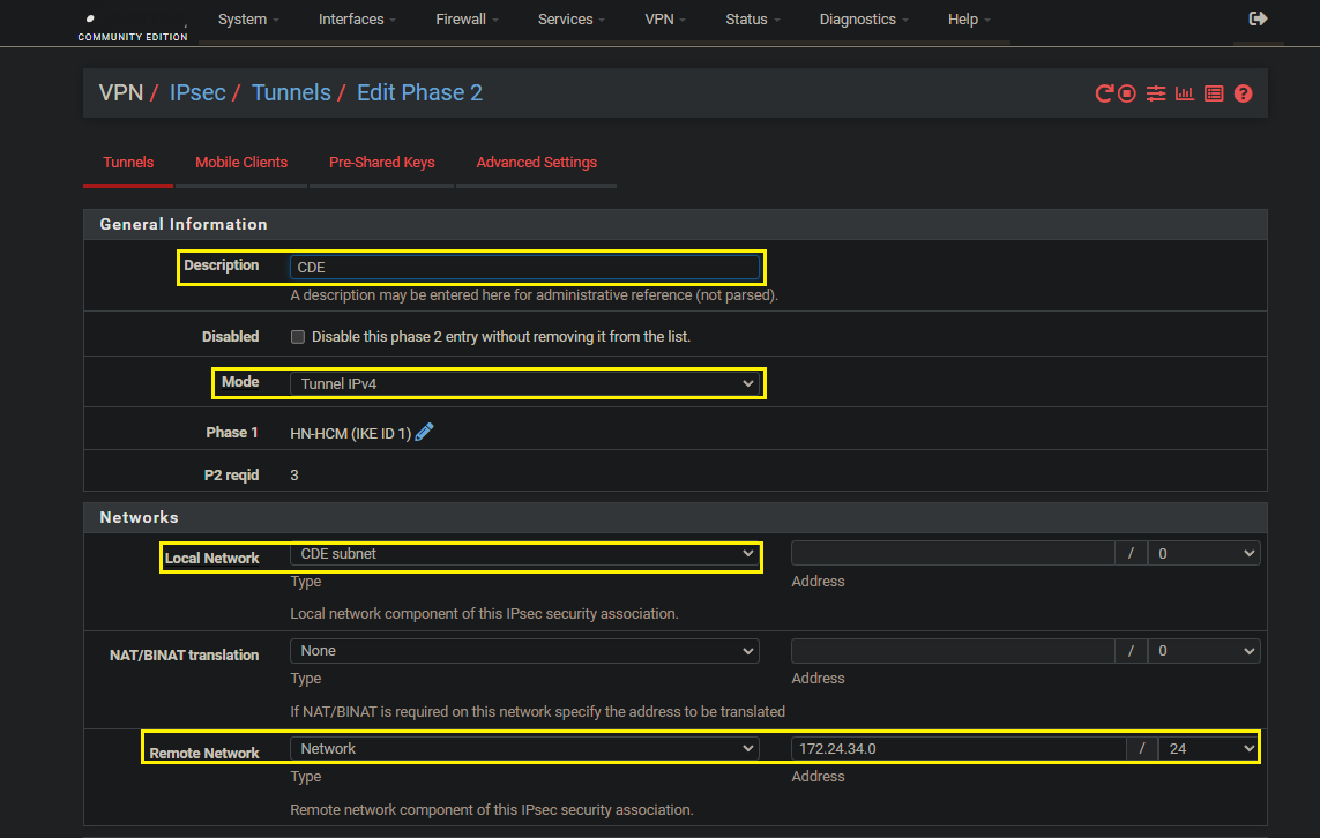 System Interfaces Firewall Services VPN Status Diagnostics Help
COMMUNITY EDITION
VPN / IPsec / Tunnels / Edit Phase 2
Tunnels Mobile Clients Pre-Shared Keys Advanced Settings
General Information
Description CDE
A description may be entered here for administrative reference (not parsed).
Disabled Disable this phase 2 entry without removing it from the list.
Mode Tunnel IPv4
Phase 1 HN-HCM (IKE ID 1)
P2 reqid 3
Networks
Local Network CDE subnet / 0
Type Address
Local network component of this IPsec security association.
NAT/BINAT translation None / 0
Type Address
If NAT/BINAT is required on this network specify the address to be translated
Remote Network Network 172.24.34.0 / 24
Type Address
Remote network component of this IPsec security association.